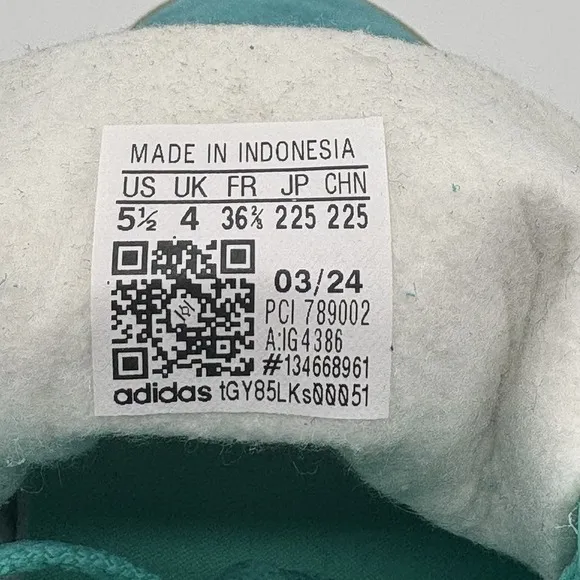 MADE IN INDONESIA
US UK FR JP CHN
5½ 4 36⅔ 225 225
03/24
PCI 789002
A:IG4386
#134668961
adidas tGY85LKs00051